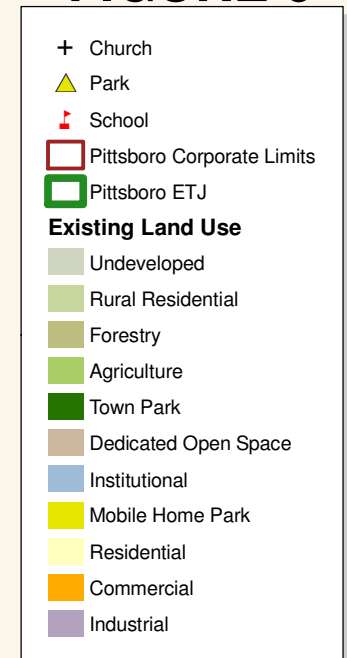 Church
Park
School
Pittsboro Corporate Limits
Pittsboro ETJ
Existing Land Use
Undeveloped
Rural Residential
Forestry
Agriculture
Town Park
Dedicated Open Space
Institutional
Mobile Home Park
Residential
Commercial
Industrial